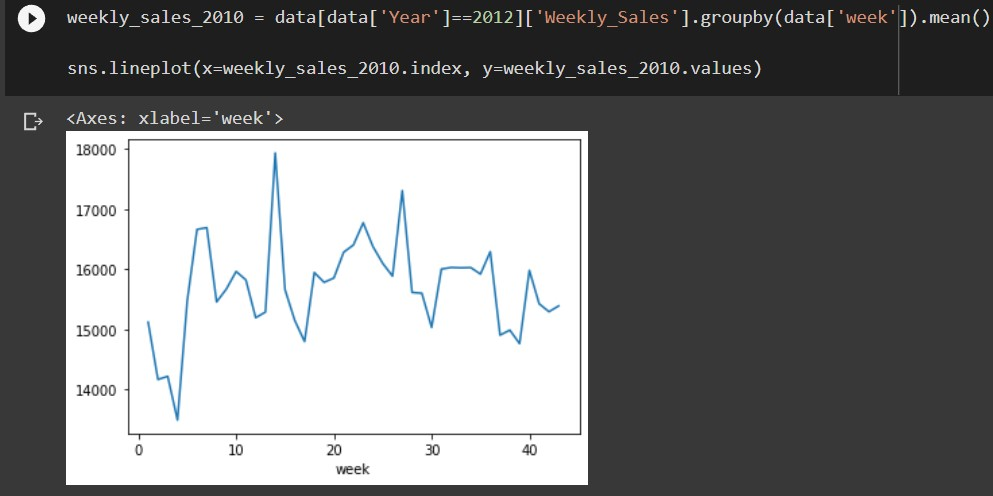 weekly_sales_2010 = data[data['Year']==2012]['Weekly_Sales'].groupby(data['week']).mean()
sns.lineplot(x=weekly_sales_2010.index, y=weekly_sales_2010.values)
<Axes: xlabel='week'>
18000
17000
16000
15000
14000
0 10 20 30 40
week